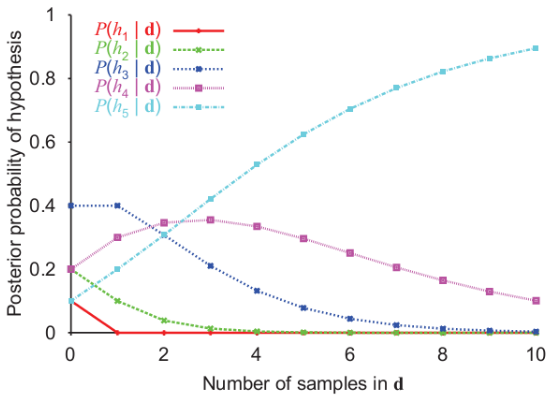 Posterior probability of hypothesis
1
0.8
0.6
0.4
0.2
0
P(h1 | d)
P(h2 | d)
P(h3 | d)
P(h4 | d)
P(h5 | d)
0 2 4 6 8 10
Number of samples in d